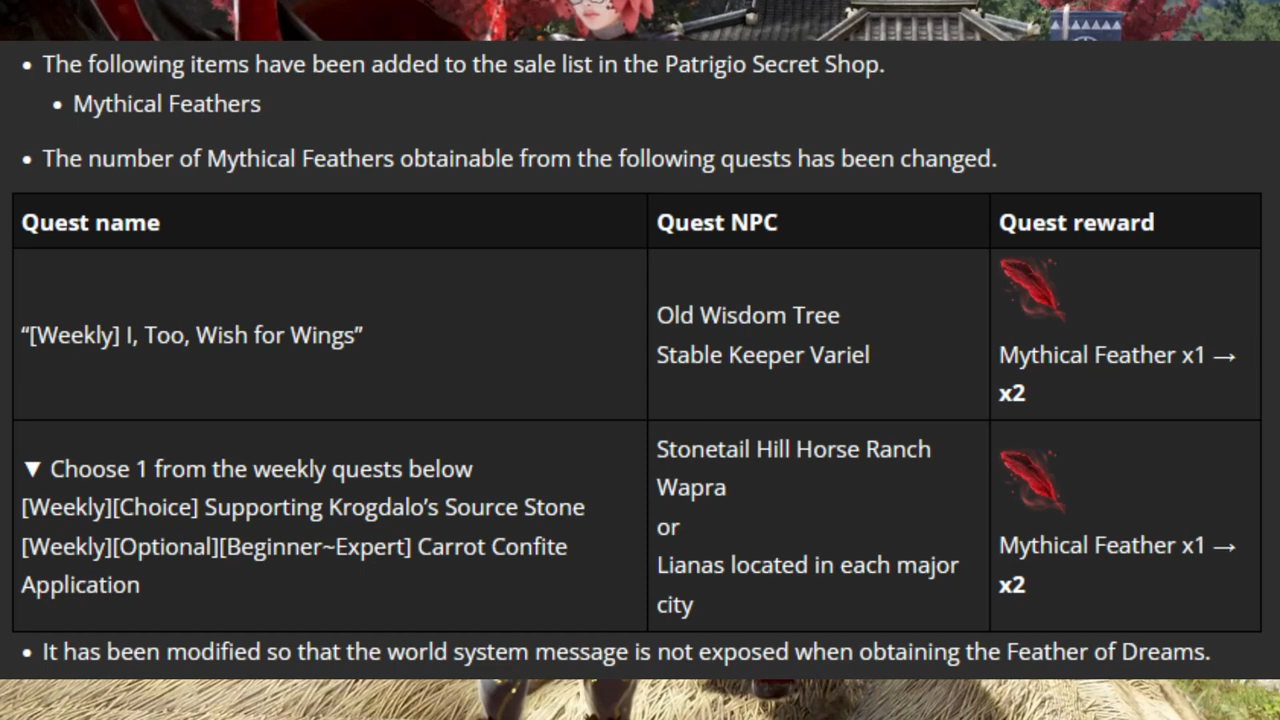 • The following items have been added to the sale list in the Patrigio Secret Shop.
• Mythical Feathers
• The number of Mythical Feathers obtainable from the following quests has been changed.
Quest name
Quest NPC
Quest reward
“[Weekly] I, Too, Wish for Wings”
Old Wisdom Tree
Stable Keeper Variel
Mythical Feather x1 →
x2
▼ Choose 1 from the weekly quests below
[Weekly][Choice] Supporting Krogdalo’s Source Stone
[Weekly][Optional][Beginner~Expert] Carrot Confite
Application
Stonetail Hill Horse Ranch
Wapra
or
Lianas located in each major
city
Mythical Feather x1 →
x2
• It has been modified so that the world system message is not exposed when obtaining the Feather of Dreams.